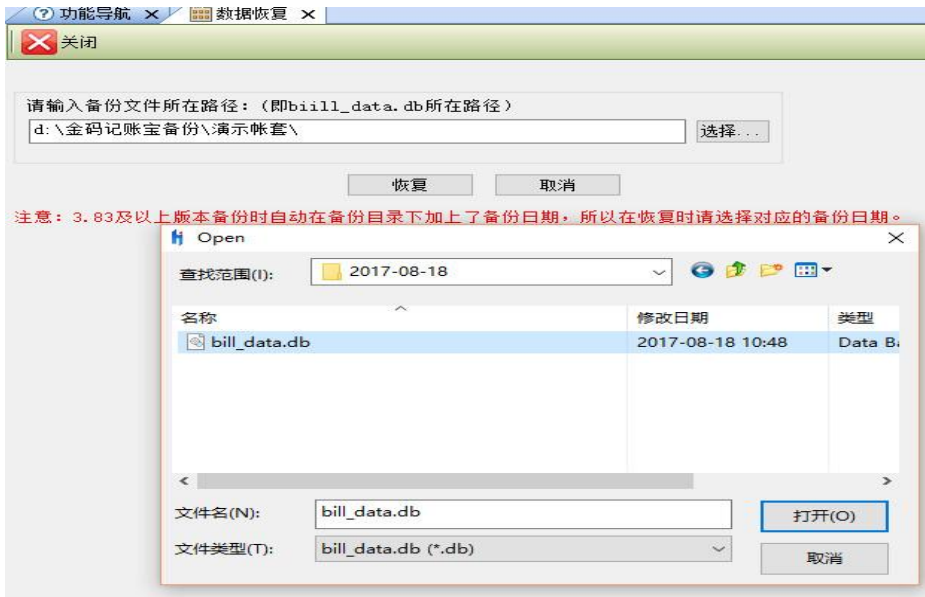 功能导航 × 数据恢复 ×
关闭
请输入备份文件所在路径：（即biill_data.db所在路径）
d:\金码记账宝备份\演示帐套\ 选择...
恢复 取消
注意：3.83及以上版本备份时自动在备份目录下加上了备份日期，所以在恢复时请选择对应的备份日期。
Open
查找范围(I): 2017-08-18
名称 修改日期 类型
bill_data.db 2017-08-18 10:48 Data Ba
文件名(N): bill_data.db 打开(O)
文件类型(T): bill_data.db (*.db) 取消